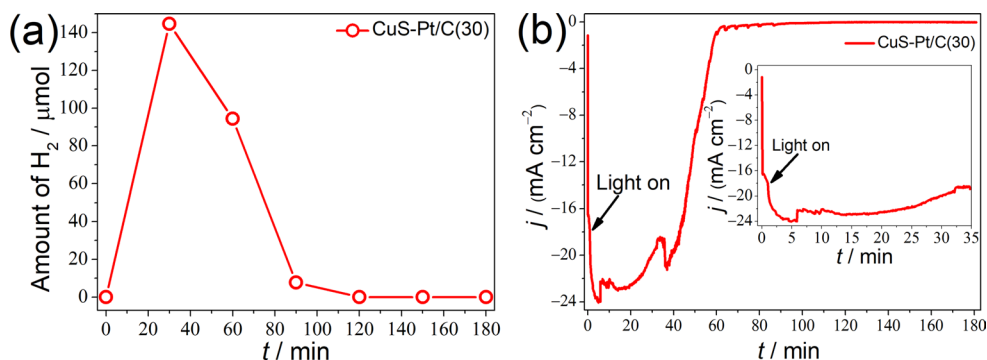 (a)
CuS-Pt/C(30)
Amount of H₂ / μmol
140
120
100
80
60
40
20
0
0 20 40 60 80 100 120 140 160 180
t / min
(b)
CuS-Pt/C(30)
j / (mA cm⁻²)
0
−4
−8
−12
−16
−20
−24
Light on
0 20 40 60 80 100 120 140 160 180
t / min
j / (mA cm⁻²)
0
−4
−8
−12
−16
−20
−24
Light on
0 5 10 15 20 25 30 35
t / min